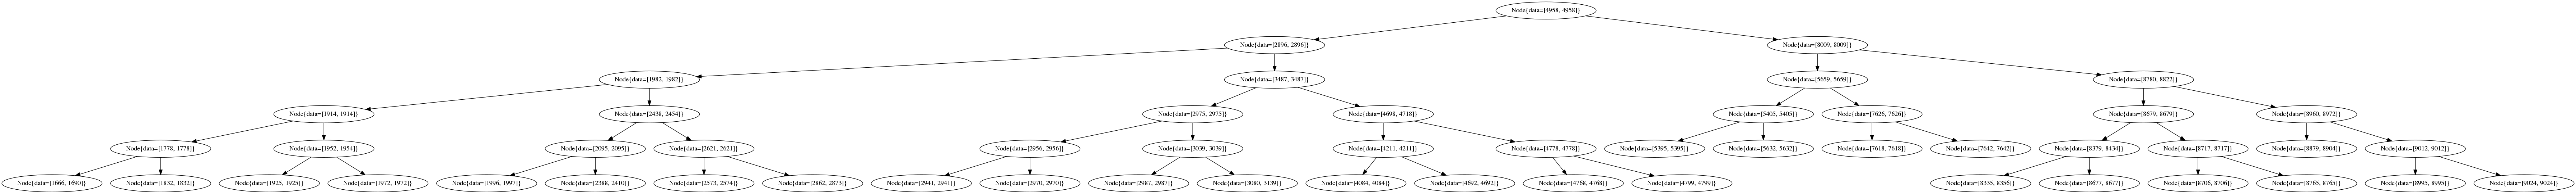 Node{data=[4958, 4958]}
Node{data=[2896, 2896]}
Node{data=[8009, 8009]}
Node{data=[1982, 1982]}
Node{data=[3487, 3487]}
Node{data=[5659, 5659]}
Node{data=[8780, 8822]}
Node{data=[1914, 1914]}
Node{data=[2438, 2454]}
Node{data=[2975, 2975]}
Node{data=[4698, 4718]}
Node{data=[5405, 5405]}
Node{data=[7626, 7626]}
Node{data=[8679, 8679]}
Node{data=[8960, 8972]}
Node{data=[1778, 1778]}
Node{data=[1952, 1954]}
Node{data=[2095, 2095]}
Node{data=[2621, 2621]}
Node{data=[2956, 2956]}
Node{data=[3039, 3039]}
Node{data=[4211, 4211]}
Node{data=[4778, 4778]}
Node{data=[5395, 5395]}
Node{data=[5632, 5632]}
Node{data=[7618, 7618]}
Node{data=[7642, 7642]}
Node{data=[8379, 8434]}
Node{data=[8717, 8717]}
Node{data=[8879, 8904]}
Node{data=[9012, 9012]}
Node{data=[1666, 1690]}
Node{data=[1832, 1832]}
Node{data=[1925, 1925]}
Node{data=[1972, 1972]}
Node{data=[1996, 1997]}
Node{data=[2388, 2410]}
Node{data=[2573, 2574]}
Node{data=[2862, 2873]}
Node{data=[2941, 2941]}
Node{data=[2970, 2970]}
Node{data=[2987, 2987]}
Node{data=[3080, 3139]}
Node{data=[4084, 4084]}
Node{data=[4692, 4692]}
Node{data=[4768, 4768]}
Node{data=[4799, 4799]}
Node{data=[8335, 8356]}
Node{data=[8677, 8677]}
Node{data=[8706, 8706]}
Node{data=[8765, 8765]}
Node{data=[8995, 8995]}
Node{data=[9024, 9024]}